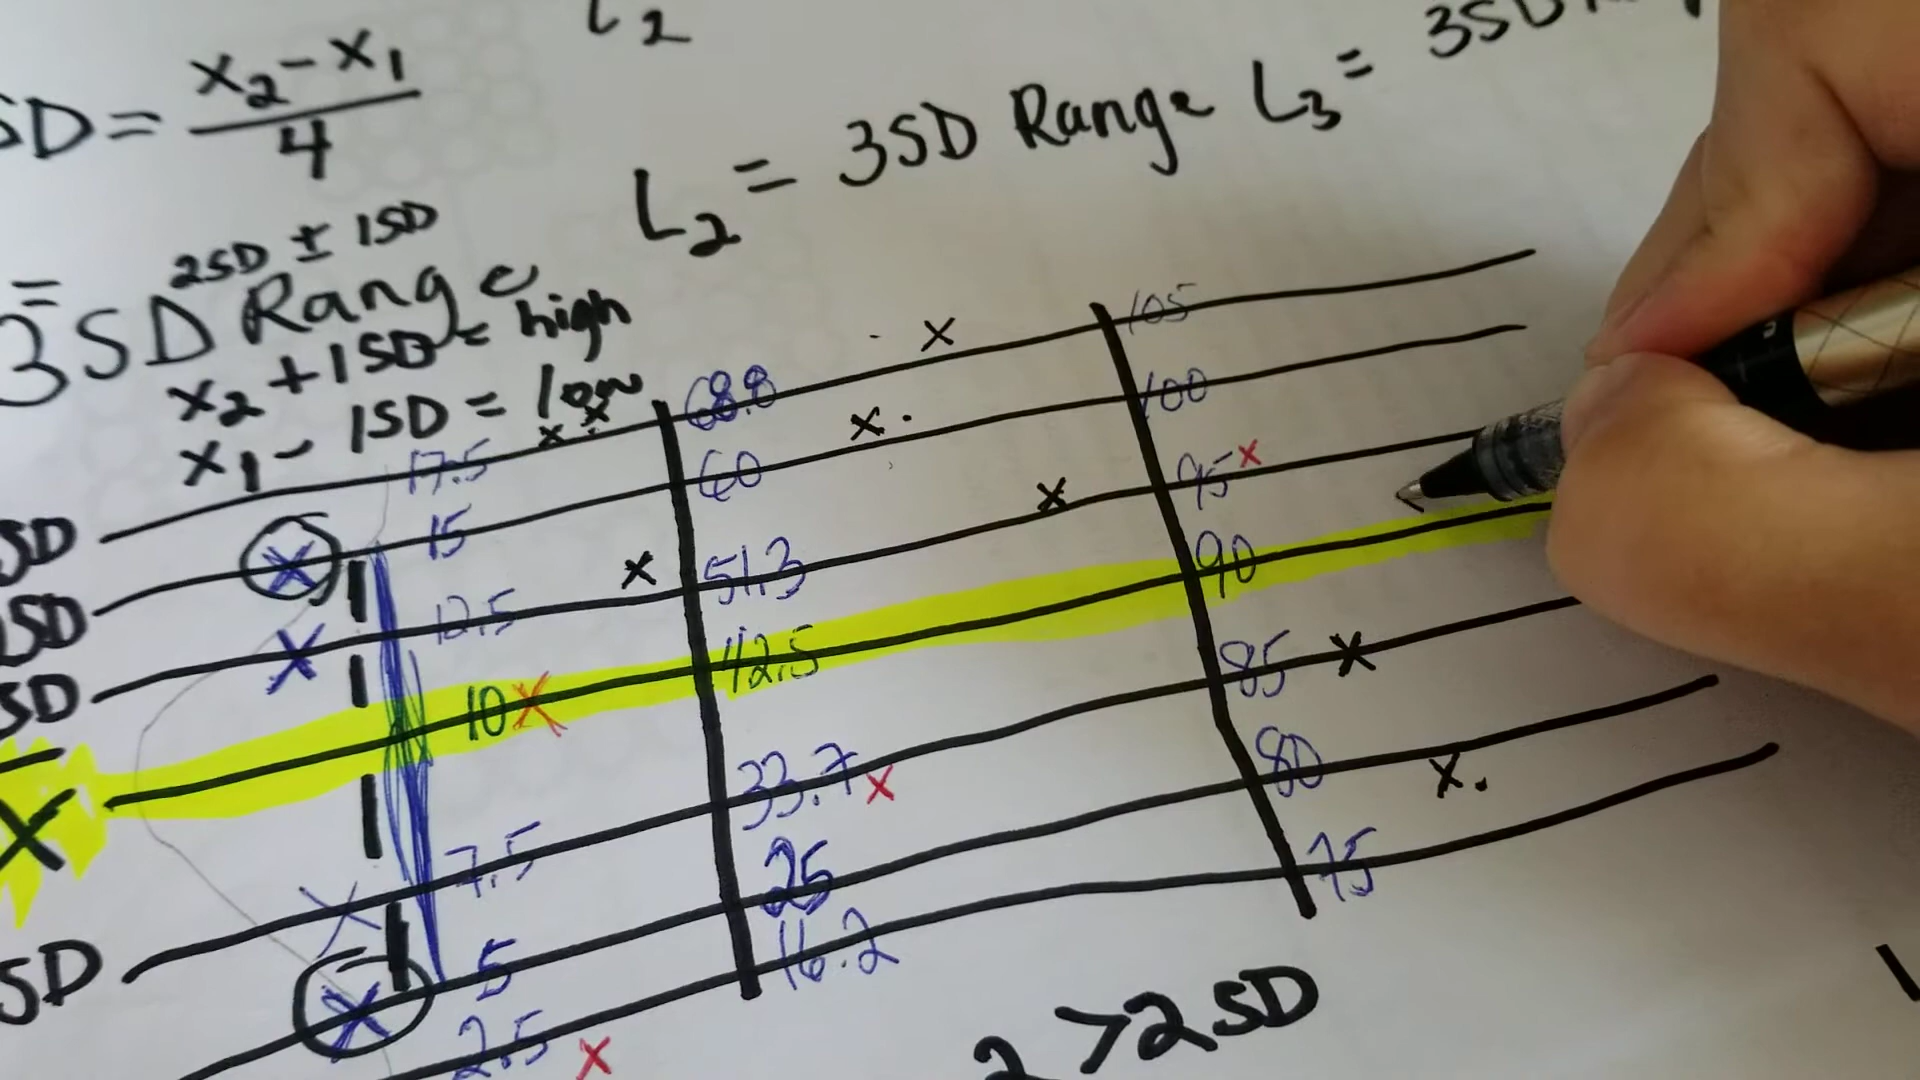 L2
3SD
SD = x2 - x1
4
L2 = 3SD Range L3 =
2SD ± 1SD
=
3SD Range
x2 + 1SD = high
x1 - 1SD = low
SD 17.5 68.8 105
SD 15 60 100
SD 12.5 51.3 95
X 10 42.5 90
SD 7.5 33.7 85
5 25 80
2.5 16.2 75
2 > 2SD